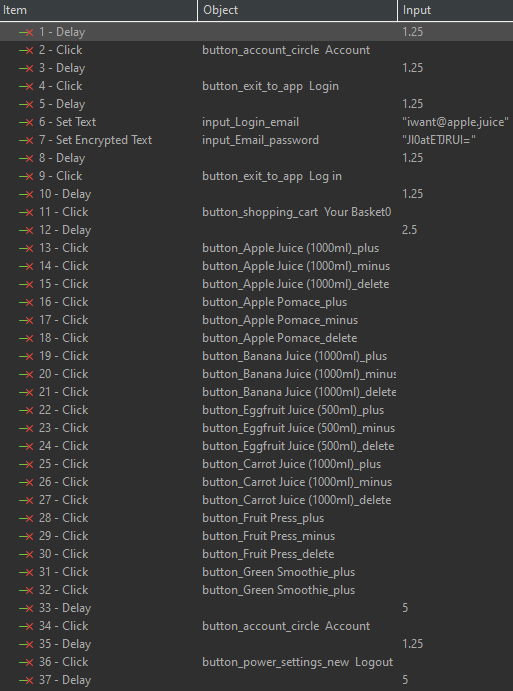 Item Object Input
1 - Delay 1.25
2 - Click button_account_circle Account
3 - Delay 1.25
4 - Click button_exit_to_app Login
5 - Delay 1.25
6 - Set Text input_Login_email "iwant@apple.juice"
7 - Set Encrypted Text input_Email_password "Jl0atETJRUI="
8 - Delay 1.25
9 - Click button_exit_to_app Log in
10 - Delay 1.25
11 - Click button_shopping_cart Your Basket0
12 - Delay 2.5
13 - Click button_Apple Juice (1000ml)_plus
14 - Click button_Apple Juice (1000ml)_minus
15 - Click button_Apple Juice (1000ml)_delete
16 - Click button_Apple Pomace_plus
17 - Click button_Apple Pomace_minus
18 - Click button_Apple Pomace_delete
19 - Click button_Banana Juice (1000ml)_plus
20 - Click button_Banana Juice (1000ml)_minus
21 - Click button_Banana Juice (1000ml)_delete
22 - Click button_Eggfruit Juice (500ml)_plus
23 - Click button_Eggfruit Juice (500ml)_minus
24 - Click button_Eggfruit Juice (500ml)_delete
25 - Click button_Carrot Juice (1000ml)_plus
26 - Click button_Carrot Juice (1000ml)_minus
27 - Click button_Carrot Juice (1000ml)_delete
28 - Click button_Fruit Press_plus
29 - Click button_Fruit Press_minus
30 - Click button_Fruit Press_delete
31 - Click button_Green Smoothie_plus
32 - Click button_Green Smoothie_plus
33 - Delay 5
34 - Click button_account_circle Account
35 - Delay 1.25
36 - Click button_power_settings_new Logout
37 - Delay 5